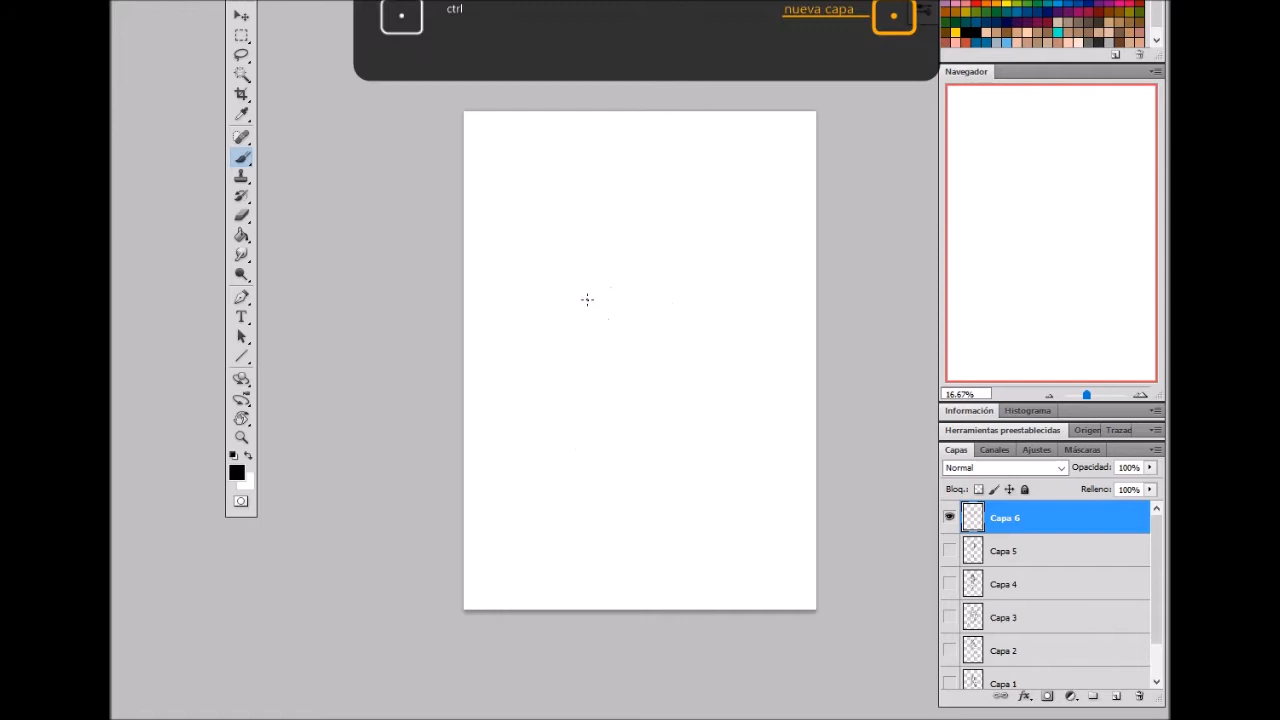 ctrl
nueva capa
Navegador
16.67%
Información Histograma
Herramientas preestablecidas Origen Trazad
Capas Canales Ajustes Máscaras
Normal Opacidad: 100%
Bloq.: Relleno: 100%
Capa 6
Capa 5
Capa 4
Capa 3
Capa 2
Capa 1